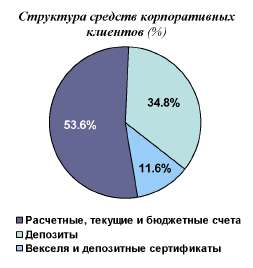 Структура средств корпоративных
клиентов (%)
34.8%
53.6%
11.6%
Расчетные, текущие и бюджетные счета
Депозиты
Векселя и депозитные сертификаты